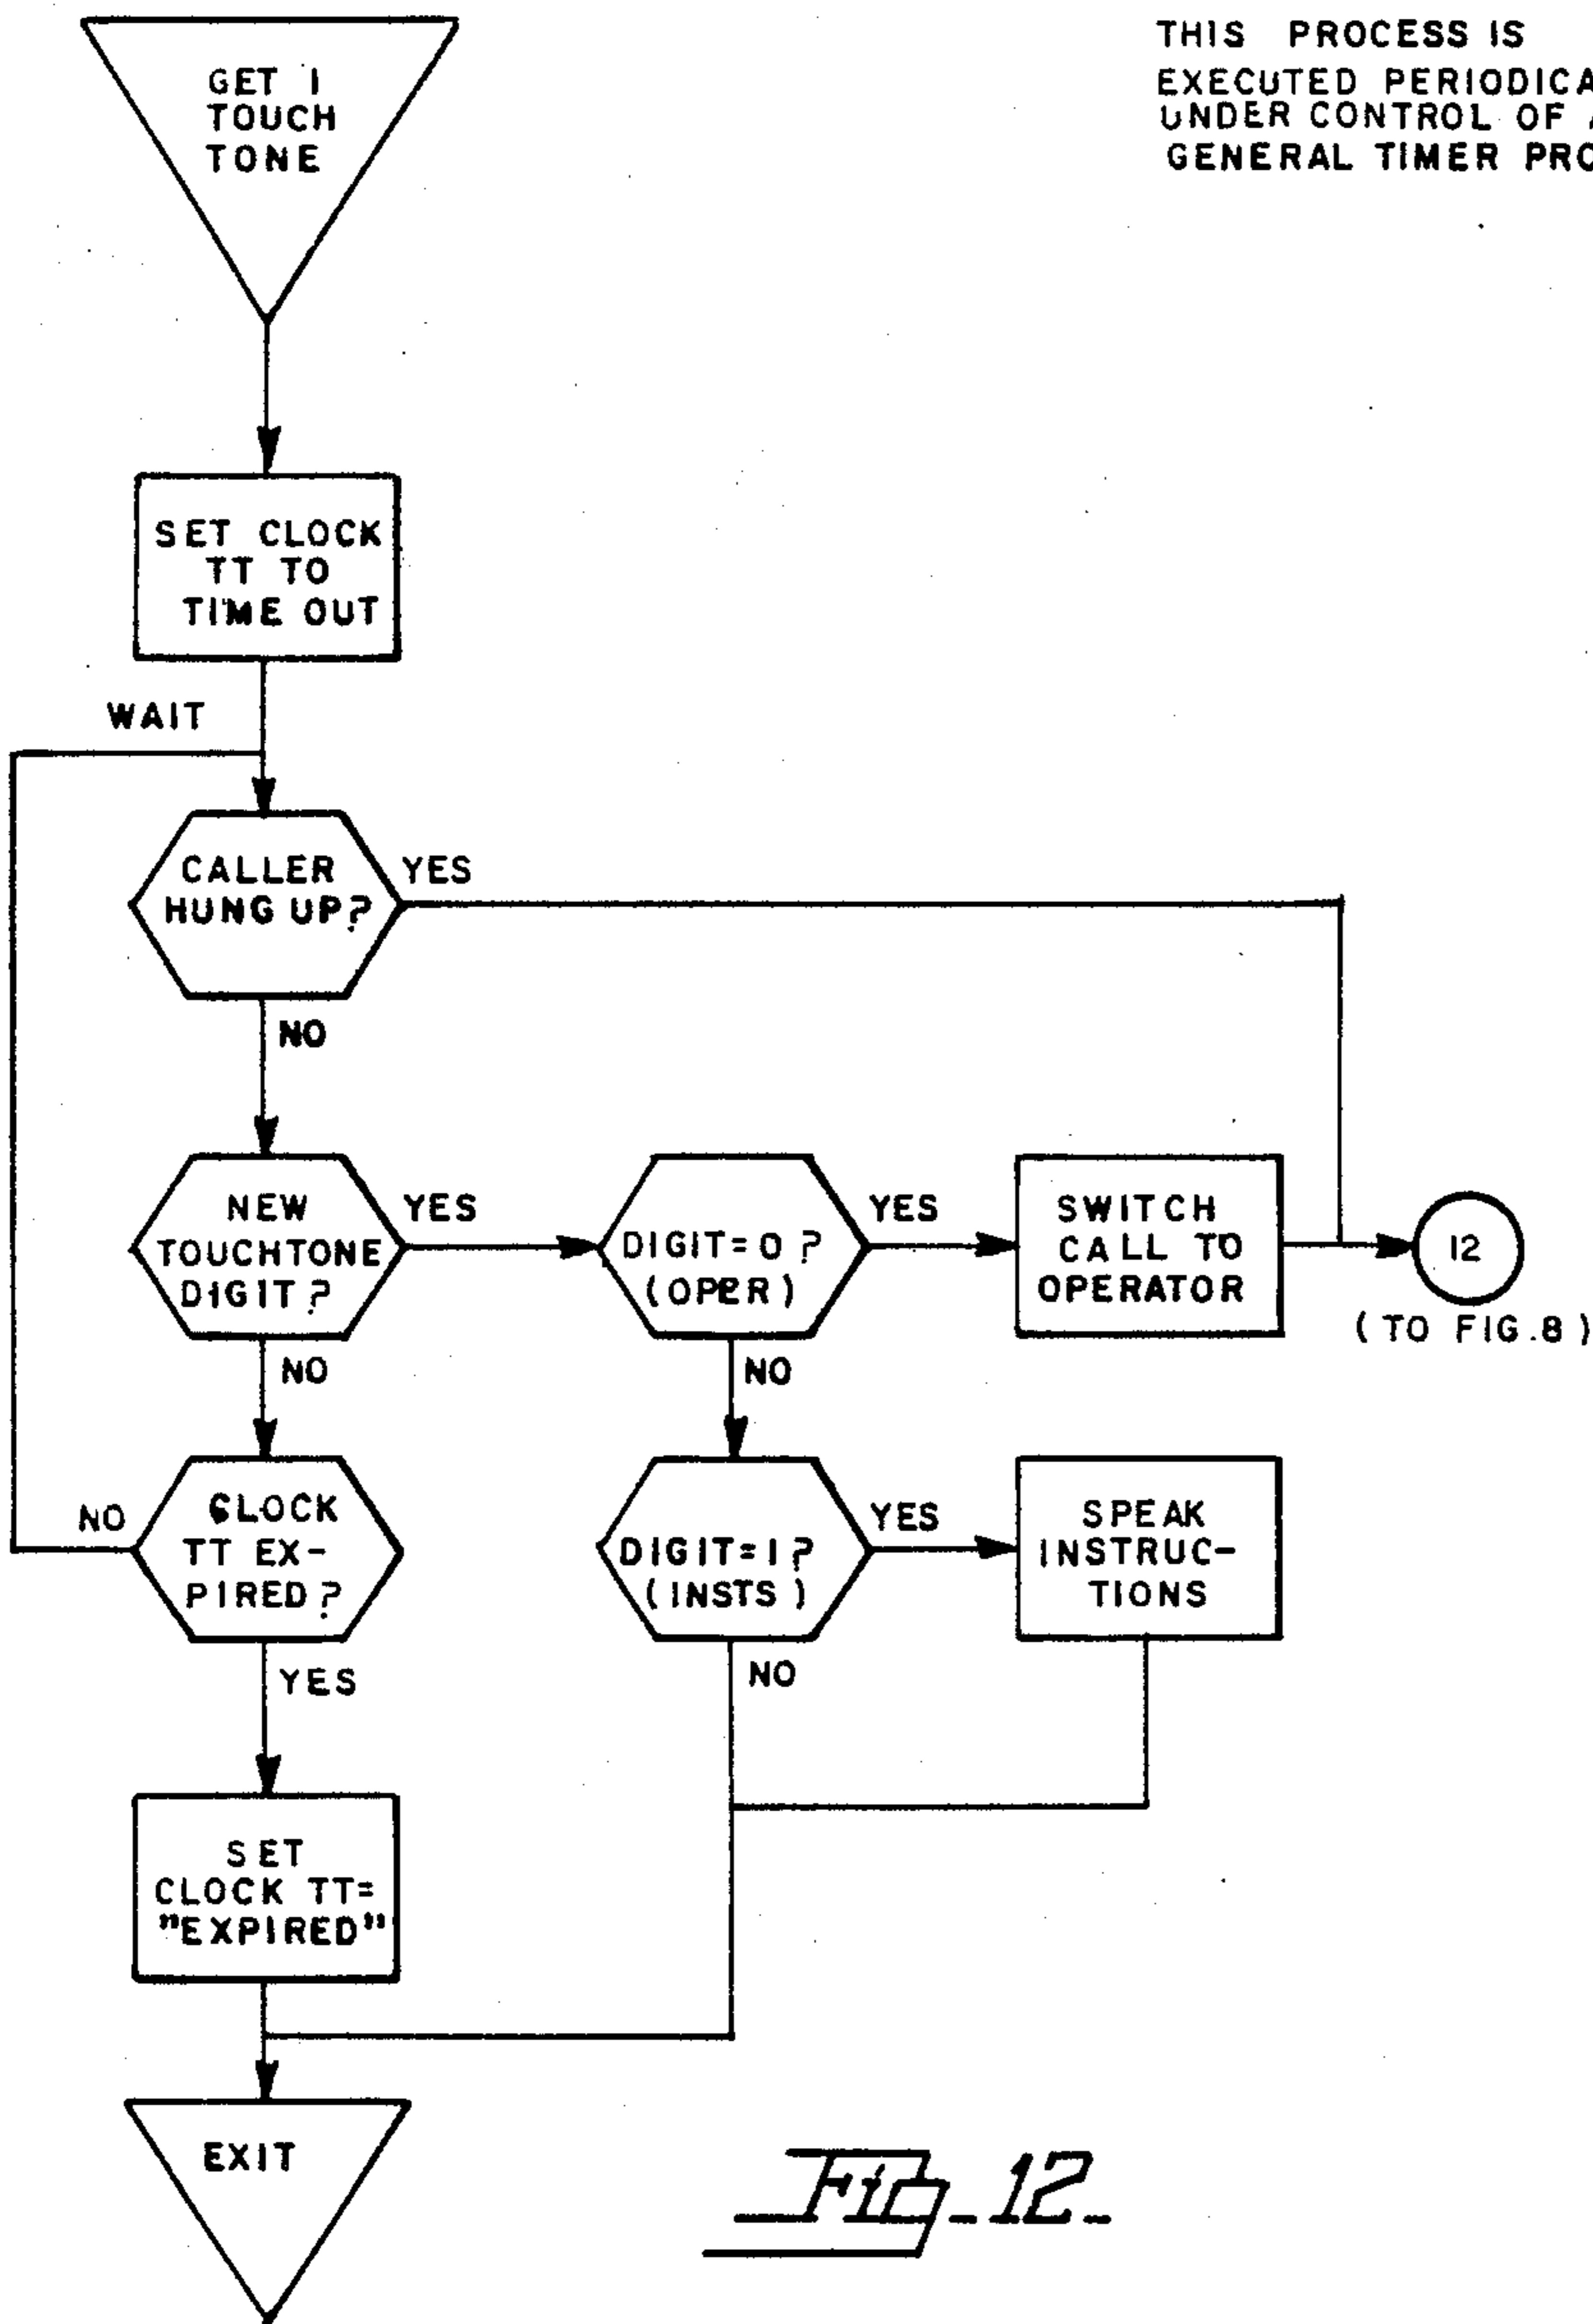 GET 1
TOUCH
TONE
THIS PROCESS IS
EXECUTED PERIODICA
UNDER CONTROL OF A
GENERAL TIMER PRO
SET CLOCK
TT TO
TIME OUT
WAIT
CALLER
HUNG UP?
YES
NO
NEW
TOUCHTONE
DIGIT?
YES
DIGIT=0?
(OPER)
YES
SWITCH
CALL TO
OPERATOR
12
(TO FIG.8)
NO
NO
CLOCK
TT EX-
PIRED?
NO
DIGIT=1?
(INSTS)
YES
SPEAK
INSTRUC-
TIONS
YES
NO
SET
CLOCK TT=
"EXPIRED"
EXIT
Fig-12-